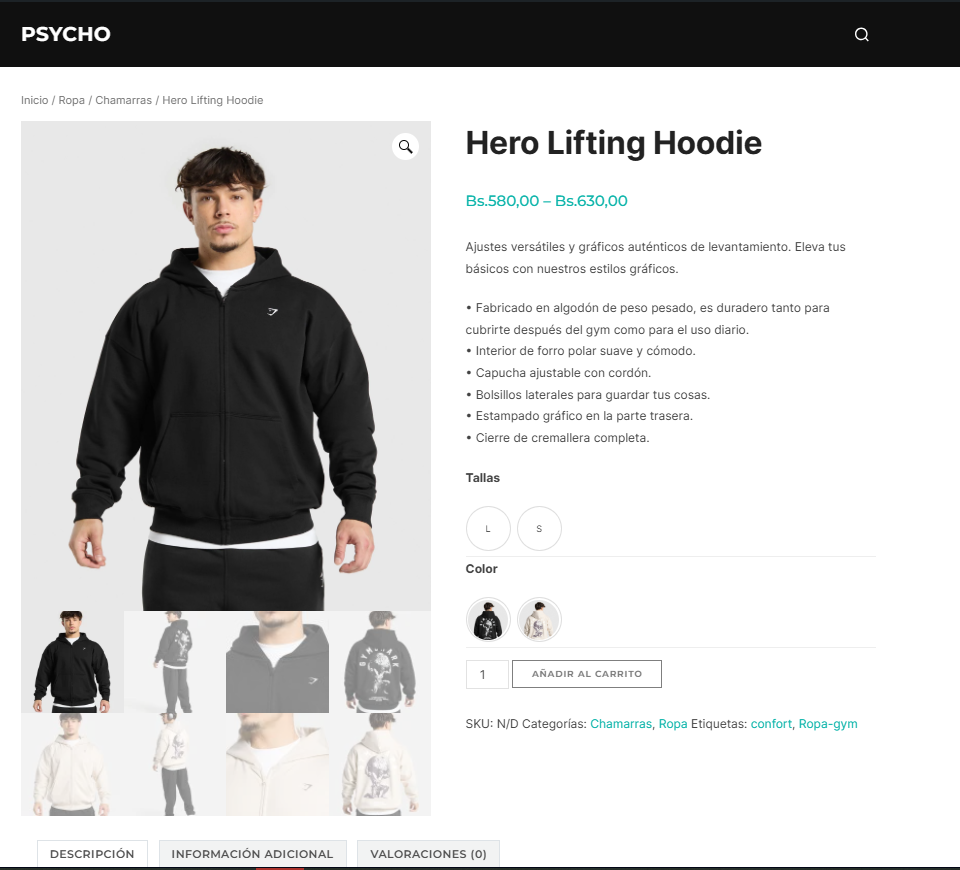 PSYCHO
Inicio / Ropa / Chamarras / Hero Lifting Hoodie
Hero Lifting Hoodie
Bs.580,00 – Bs.630,00
Ajustes versátiles y gráficos auténticos de levantamiento. Eleva tus
básicos con nuestros estilos gráficos.
• Fabricado en algodón de peso pesado, es duradero tanto para
cubrirte después del gym como para el uso diario.
• Interior de forro polar suave y cómodo.
• Capucha ajustable con cordón.
• Bolsillos laterales para guardar tus cosas.
• Estampado gráfico en la parte trasera.
• Cierre de cremallera completa.
Tallas
L S
Color
1 AÑADIR AL CARRITO
SKU: N/D Categorías: Chamarras, Ropa Etiquetas: confort, Ropa-gym
DESCRIPCIÓN INFORMACIÓN ADICIONAL VALORACIONES (0)